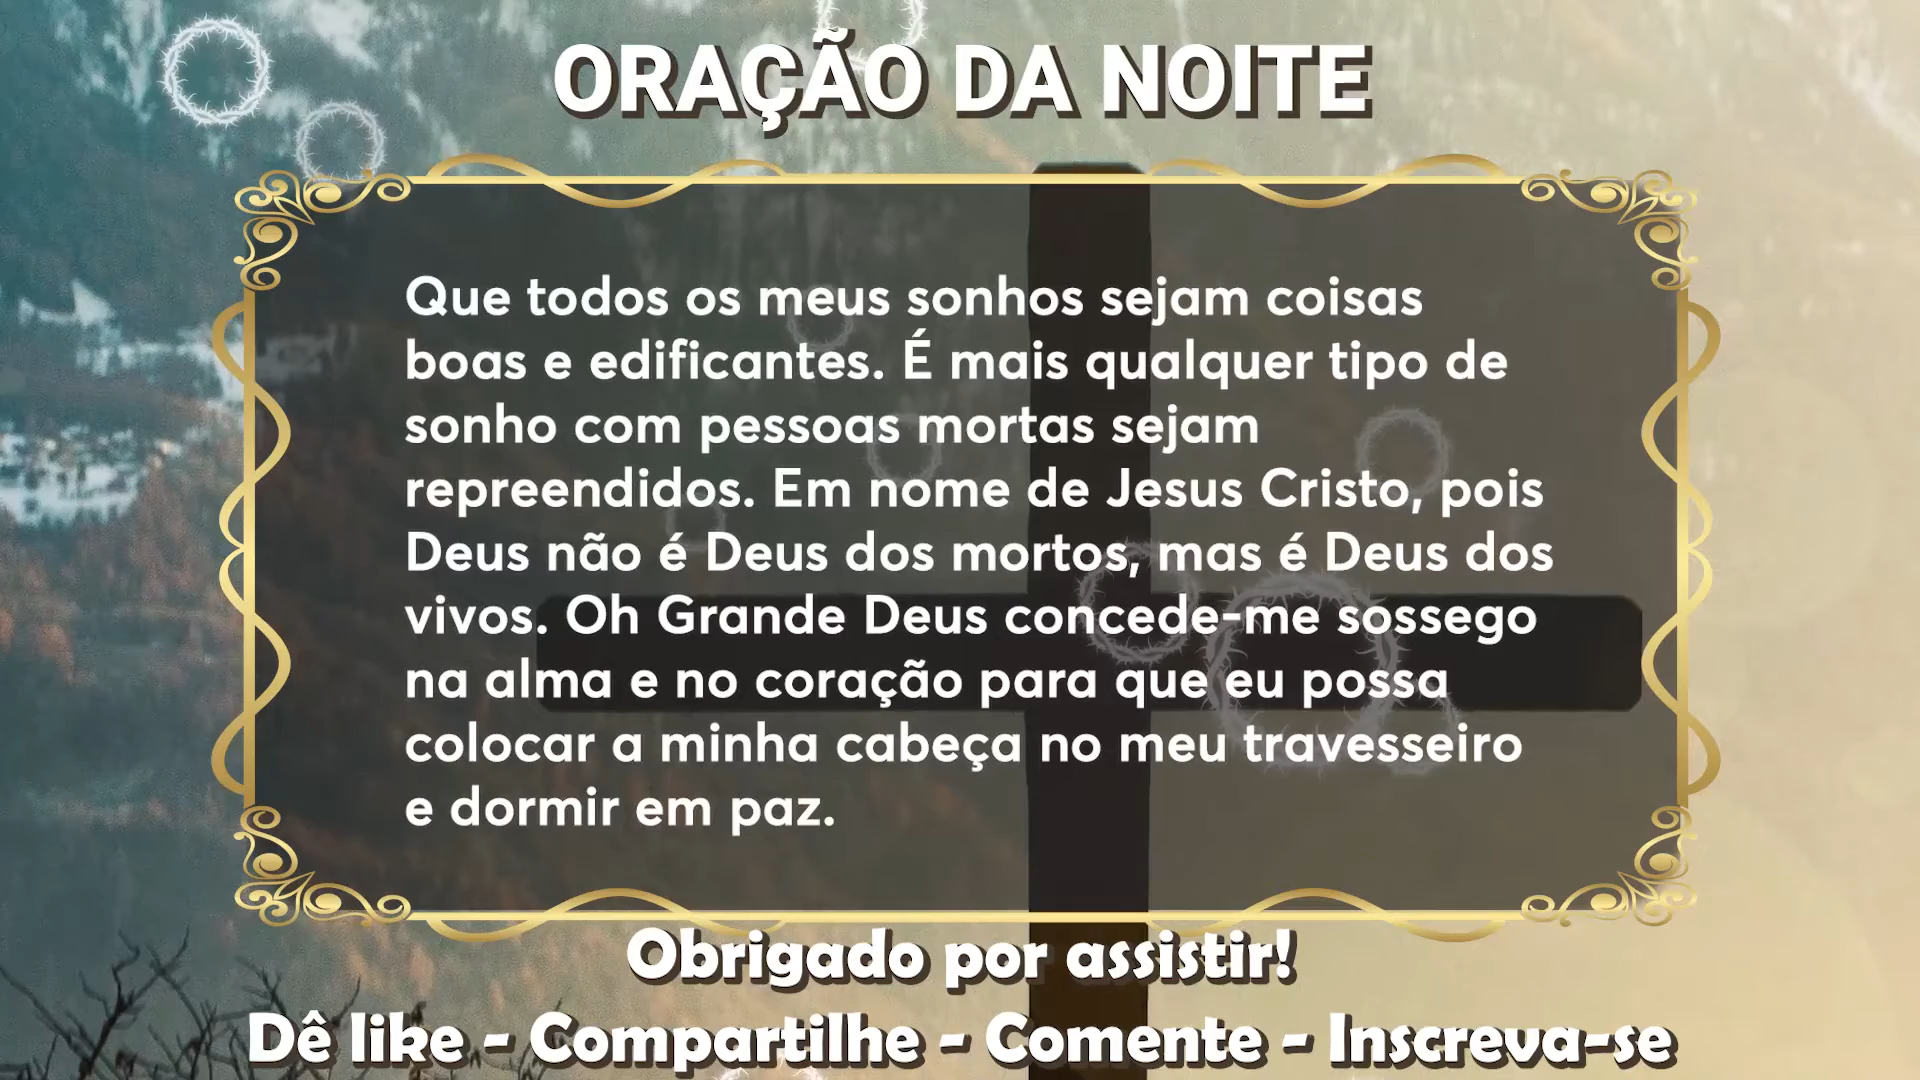 ORAÇÃO DA NOITE
Que todos os meus sonhos sejam coisas
boas e edificantes. É mais qualquer tipo de
sonho com pessoas mortas sejam
repreendidos. Em nome de Jesus Cristo, pois
Deus não é Deus dos mortos, mas é Deus dos
vivos. Oh Grande Deus concede-me sossego
na alma e no coração para que eu possa
colocar a minha cabeça no meu travesseiro
e dormir em paz.
Obrigado por assistir!
Dê like - Compartilhe - Comente - Inscreva-se